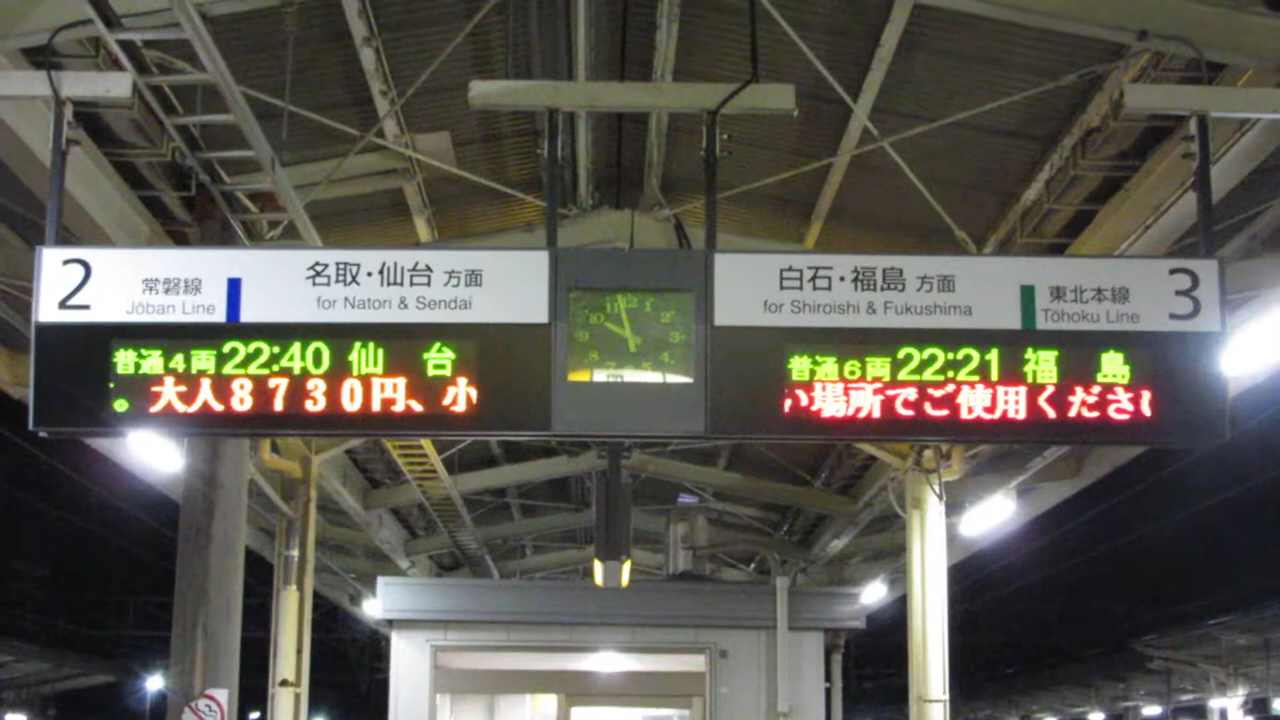 2
常磐線
Jōban Line
名取・仙台 方面
for Natori & Sendai
普通4両 22:40 仙 台
。大人8730円、小
白石・福島 方面
for Shiroishi & Fukushima
東北本線
Tōhoku Line
3
普通6両 22:21 福 島
い場所でご使用くださ